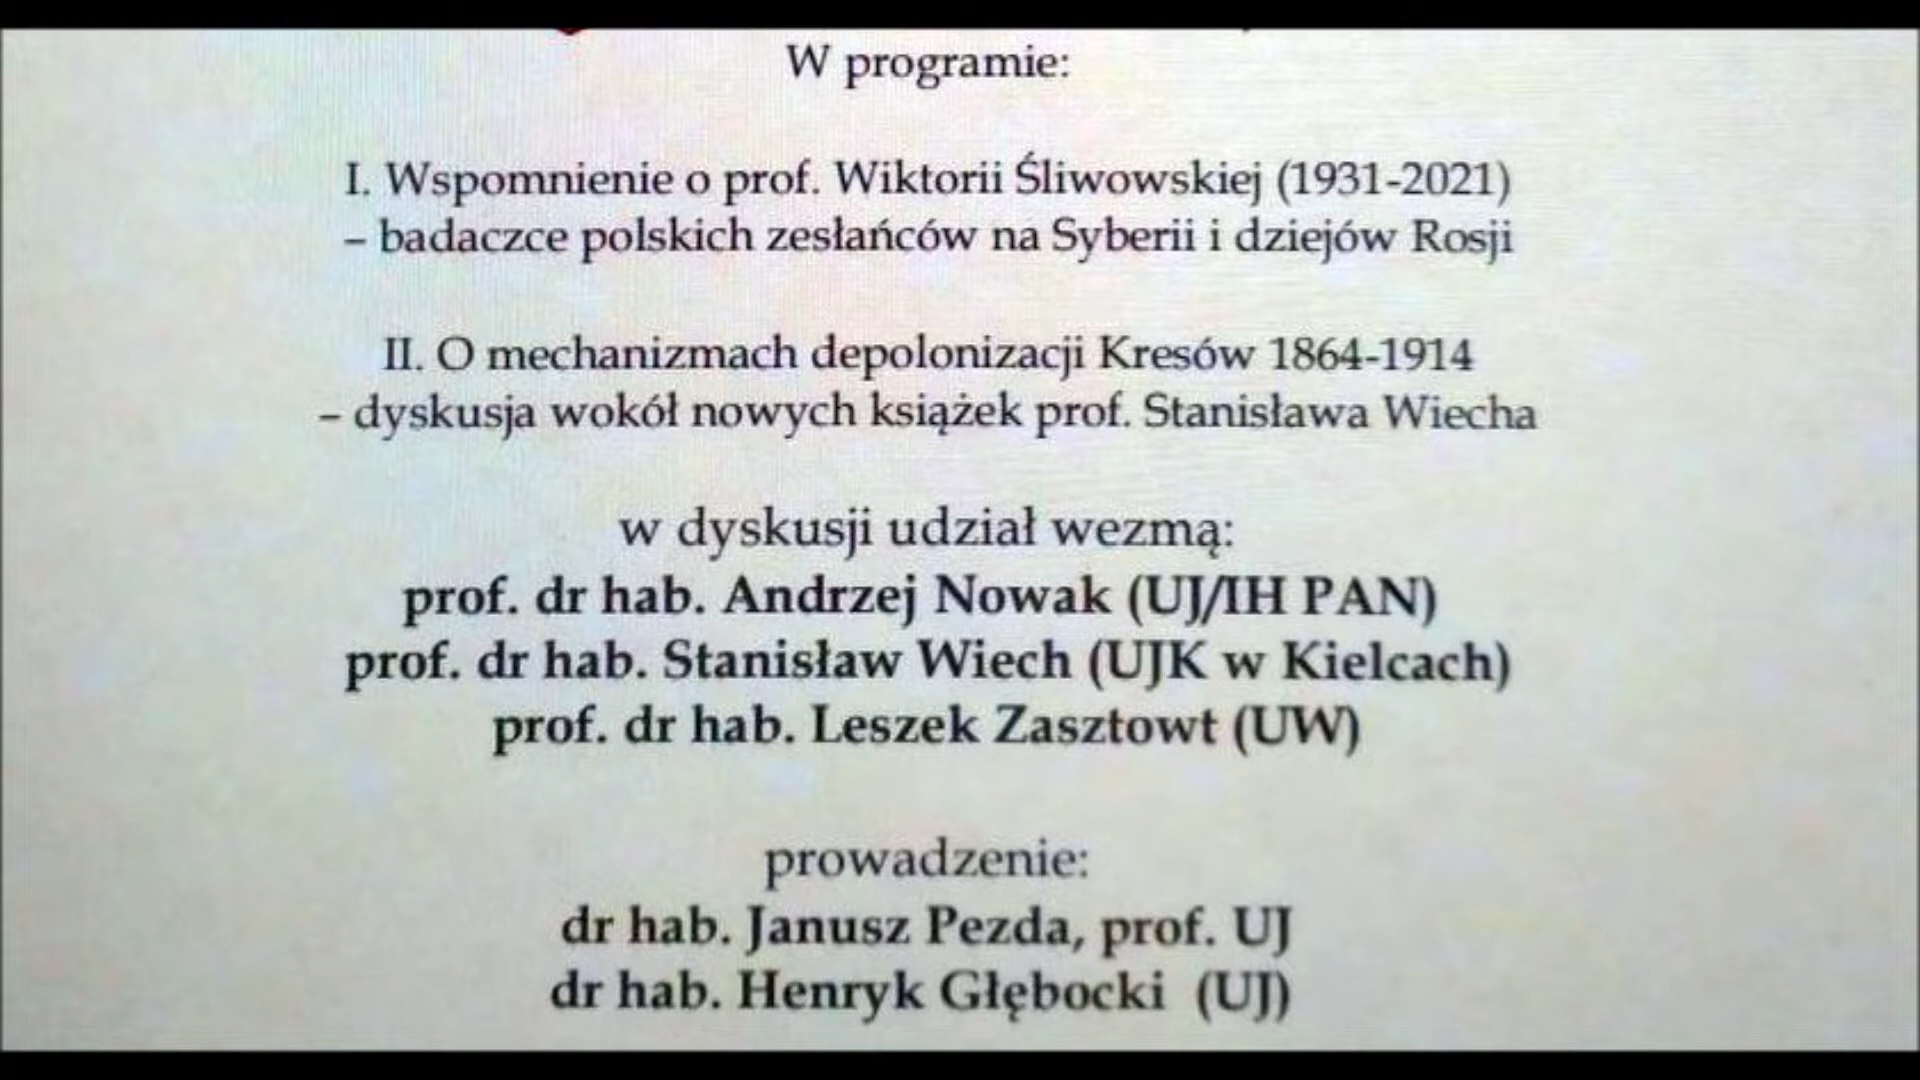 W programie:
I. Wspomnienie o prof. Wiktorii Śliwowskiej (1931-2021)
– badaczce polskich zesłańców na Syberii i dziejów Rosji
II. O mechanizmach depolonizacji Kresów 1864-1914
– dyskusja wokół nowych książek prof. Stanisława Wiecha
w dyskusji udział wezmą:
prof. dr hab. Andrzej Nowak (UJ/IH PAN)
prof. dr hab. Stanisław Wiech (UJK w Kielcach)
prof. dr hab. Leszek Zasztowt (UW)
prowadzenie:
dr hab. Janusz Pezda, prof. UJ
dr hab. Henryk Głębocki (UJ)